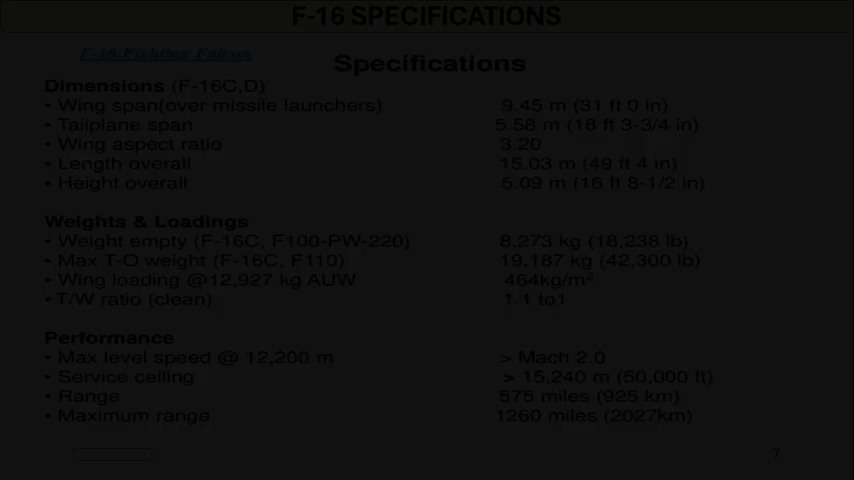 F-16 SPECIFICATIONS
F-16 Fighting Falcon
Specifications
Dimensions (F-16C,D)
• Wing span(over missile launchers) 9.45 m (31 ft 0 in)
• Tailplane span 5.58 m (18 ft 3-3/4 in)
• Wing aspect ratio 3.20
• Length overall 15.03 m (49 ft 4 in)
• Height overall 5.09 m (16 ft 8-1/2 in)
Weights & Loadings
• Weight empty (F-16C, F100-PW-220) 8,273 kg (18,238 lb)
• Max T-O weight (F-16C, F110) 19,187 kg (42,300 lb)
• Wing loading @12,927 kg AUW 464kg/m²
• T/W ratio (clean) 1.1 to1
Performance
• Max level speed @ 12,200 m > Mach 2.0
• Service ceiling > 15,240 m (50,000 ft)
• Range 575 miles (925 km)
• Maximum range 1260 miles (2027km)
7